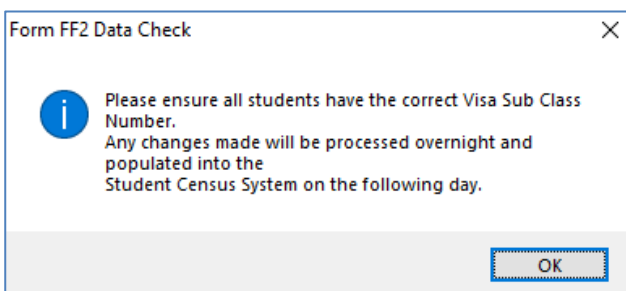 Form FF2 Data Check
Please ensure all students have the correct Visa Sub Class
Number.
Any changes made will be processed overnight and
populated into the
Student Census System on the following day.
OK